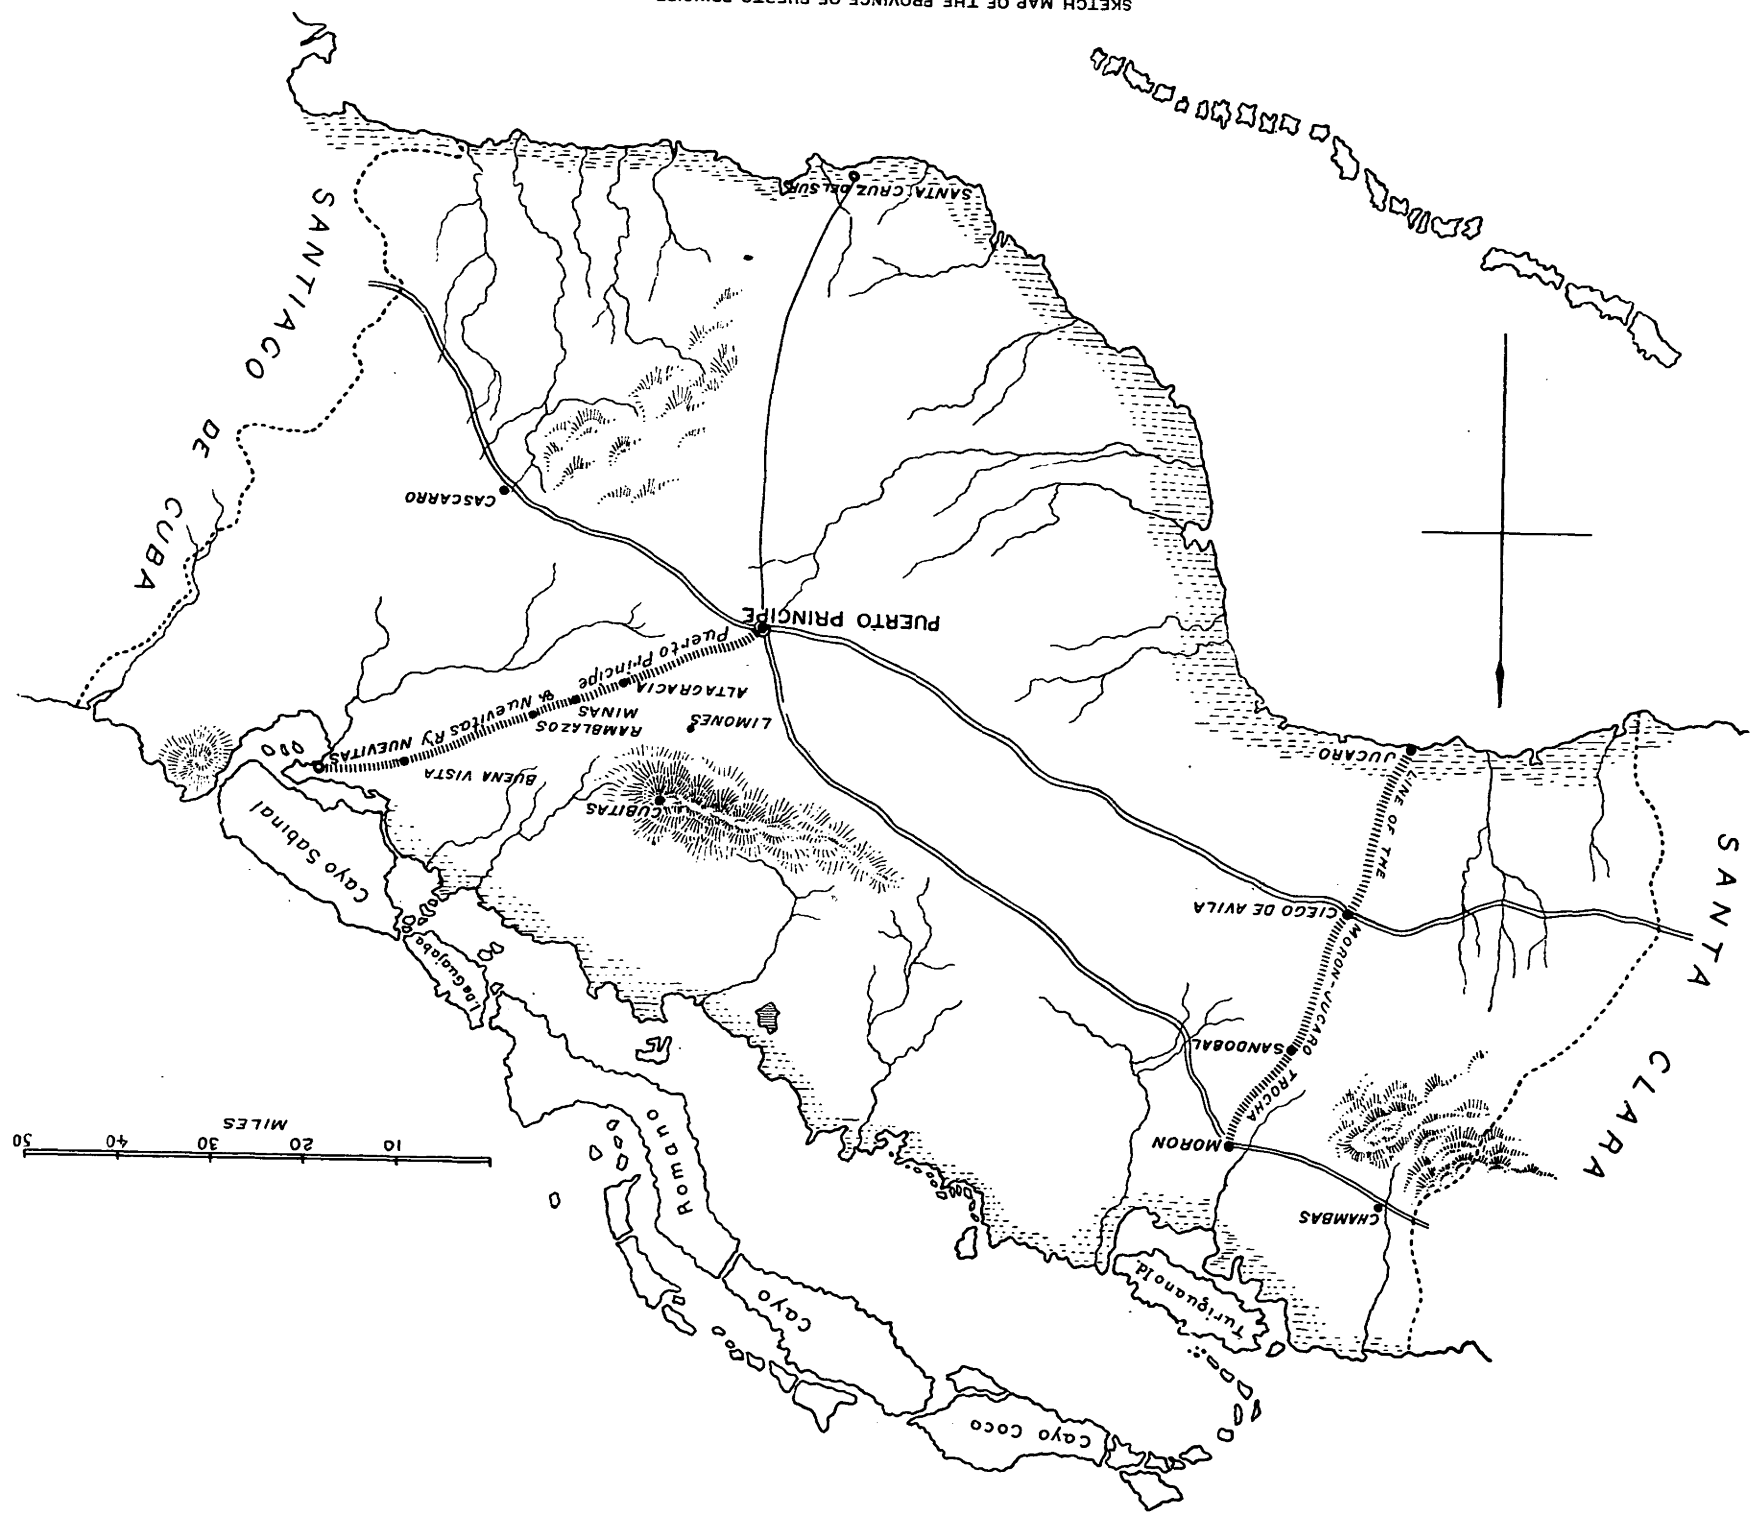 Cayo Coco
Cayo
Romano
Turiguano Id.
CHAMBAS
MORON
SANTA CLARA
MILES
10 20 30 40 50
SANDOBAL
LINE OF THE MORON-JUCARO TROCHA
I. De Guajaba
Cayo Sabinal
CIEGO DE AVILA
CUBITAS
BUENA VISTA
NUEVITAS
JUCARO
LIMONES
RAMBLAZOS
MINAS
ALTAGRACIA
Puerto Principe & Nuevitas Ry
PUERTO PRINCIPE
CASCARRO
SANTIAGO DE CUBA
SANTA CRUZ DEL SUR
SKETCH MAP OF THE PROVINCE OF PUERTO PRINCIPE